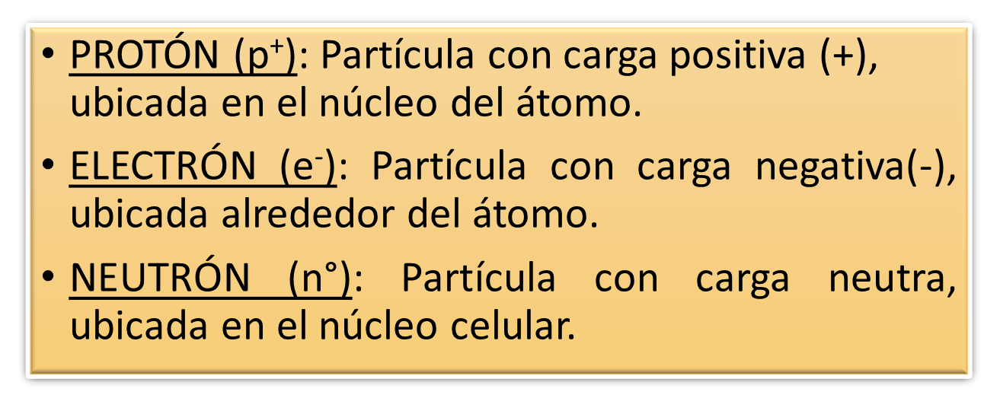 • PROTÓN (p⁺): Partícula con carga positiva (+),
ubicada en el núcleo del átomo.
• ELECTRÓN (e⁻): Partícula con carga negativa(-),
ubicada alrededor del átomo.
• NEUTRÓN (n°): Partícula con carga neutra,
ubicada en el núcleo celular.